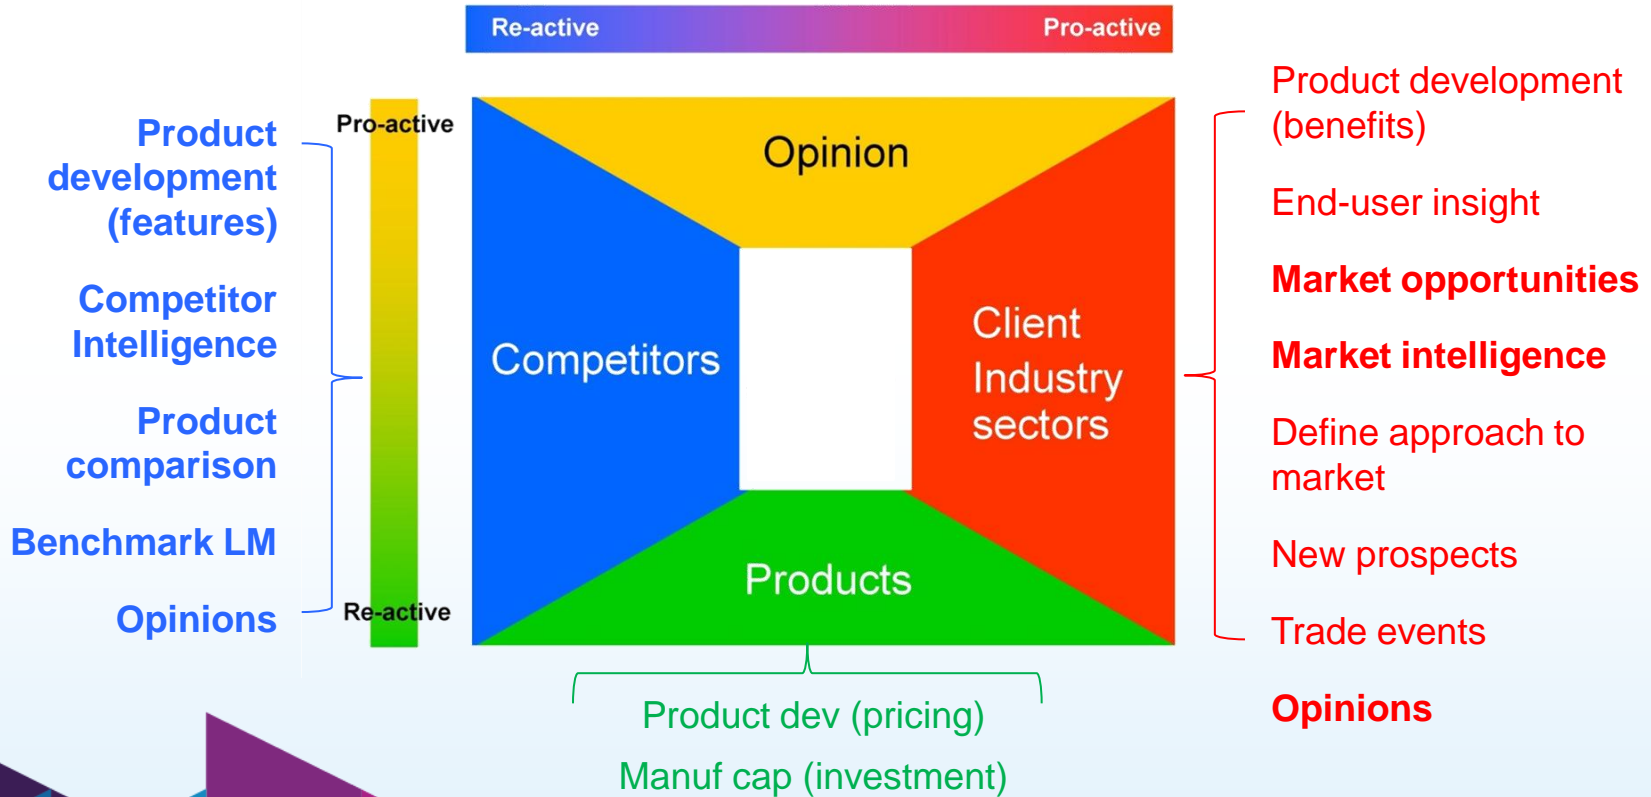 Re-active
Pro-active
Product
development
(features)
Competitor
Intelligence
Product
comparison
Benchmark LM
Opinions
Pro-active
Re-active
Opinion
Competitors
Client
Industry
sectors
Products
Product development
(benefits)
End-user insight
Market opportunities
Market intelligence
Define approach to
market
New prospects
Trade events
Opinions
Product dev (pricing)
Manuf cap (investment)